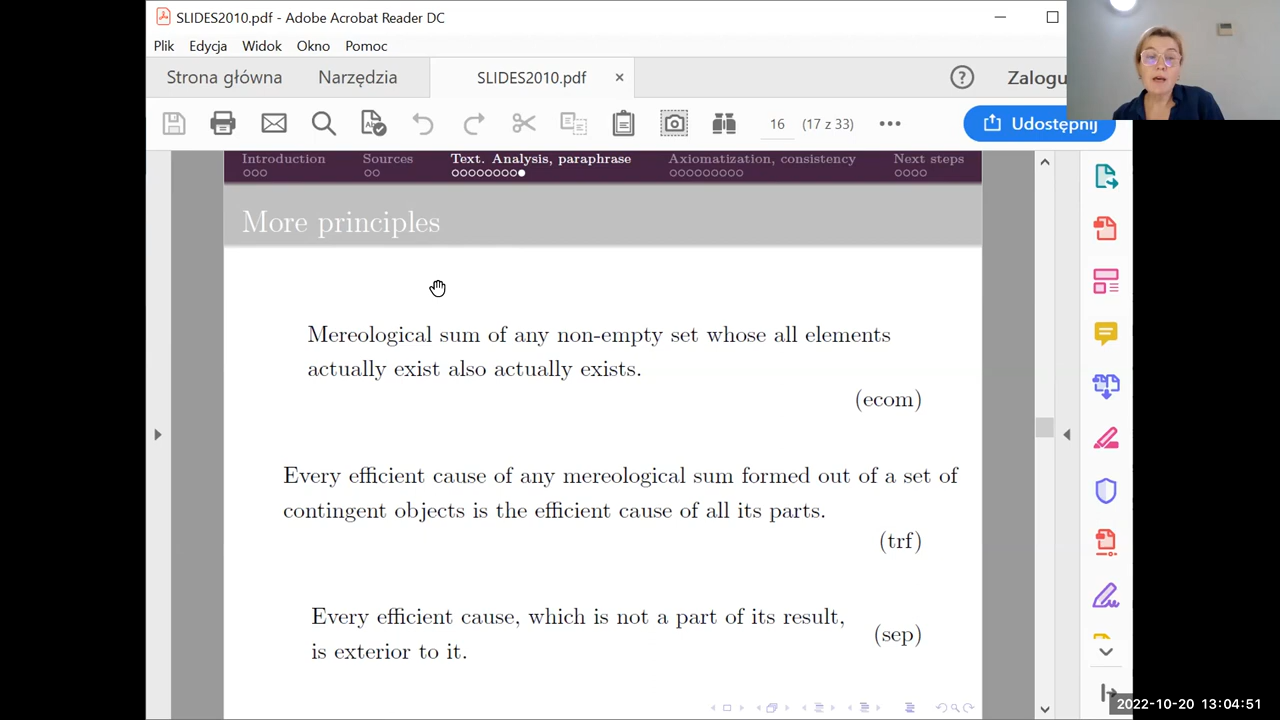 SLIDES2010.pdf - Adobe Acrobat Reader DC
Plik Edycja Widok Okno Pomoc
Strona główna Narzędzia SLIDES2010.pdf × ? Zalogu
16 (17 z 33) Udostępnij
Introduction Sources Text. Analysis, paraphrase Axiomatization, consistency Next steps
More principles
Mereological sum of any non-empty set whose all elements
actually exist also actually exists.
(ecom)
Every efficient cause of any mereological sum formed out of a set of
contingent objects is the efficient cause of all its parts.
(trf)
Every efficient cause, which is not a part of its result,
is exterior to it.
(sep)
2022-10-20 13:04:51